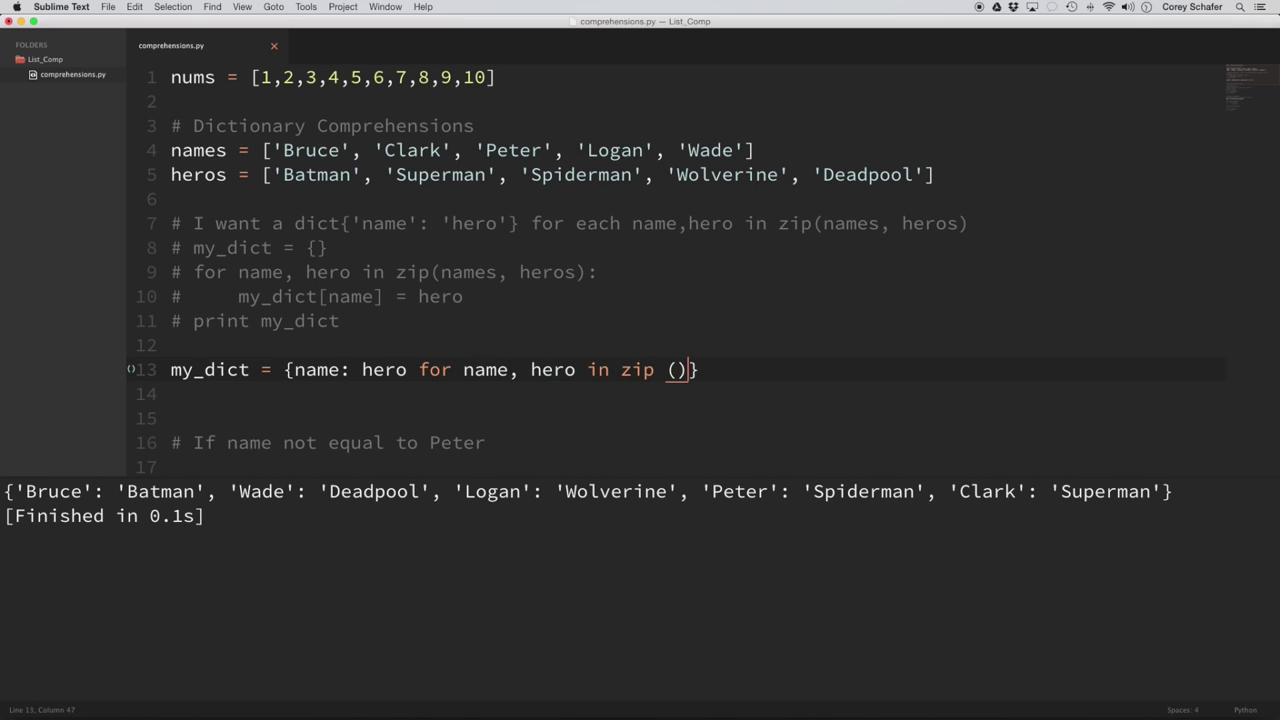 Sublime Text File Edit Selection Find View Goto Tools Project Window Help Corey Schafer
comprehensions.py — List_Comp
FOLDERS
List_Comp
comprehensions.py
comprehensions.py
1 nums = [1,2,3,4,5,6,7,8,9,10]
2
3 # Dictionary Comprehensions
4 names = ['Bruce', 'Clark', 'Peter', 'Logan', 'Wade']
5 heros = ['Batman', 'Superman', 'Spiderman', 'Wolverine', 'Deadpool']
6
7 # I want a dict{'name': 'hero'} for each name,hero in zip(names, heros)
8 # my_dict = {}
9 # for name, hero in zip(names, heros):
10 #     my_dict[name] = hero
11 # print my_dict
12
13 my_dict = {name: hero for name, hero in zip ()}
14
15
16 # If name not equal to Peter
17
{'Bruce': 'Batman', 'Wade': 'Deadpool', 'Logan': 'Wolverine', 'Peter': 'Spiderman', 'Clark': 'Superman'}
[Finished in 0.1s]
Line 13, Column 47 Spaces: 4 Python